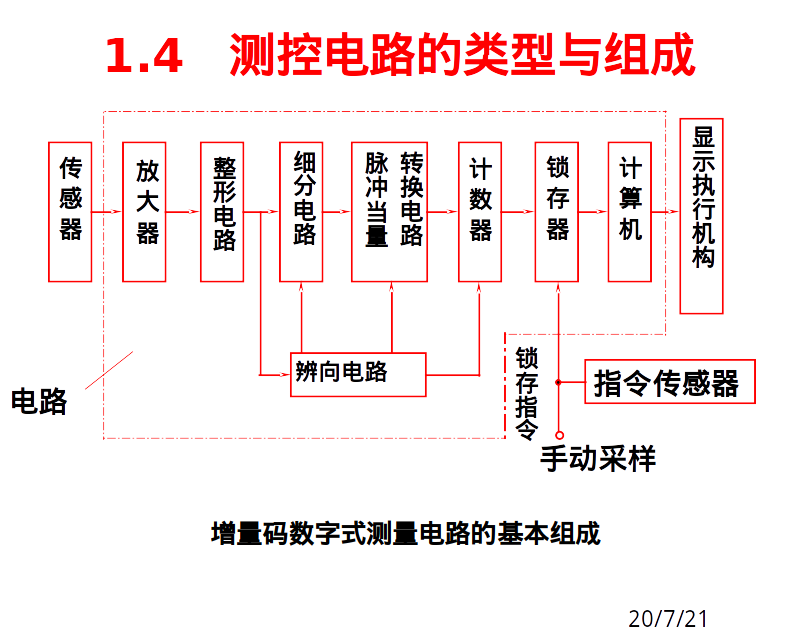 1.4 测控电路的类型与组成
传感器
放大器
整形电路
细分电路
脉冲当量
转换电路
计数器
锁存器
计算机
显示执行机构
辨向电路
锁存指令
指令传感器
电路
手动采样
增量码数字式测量电路的基本组成
20/7/21